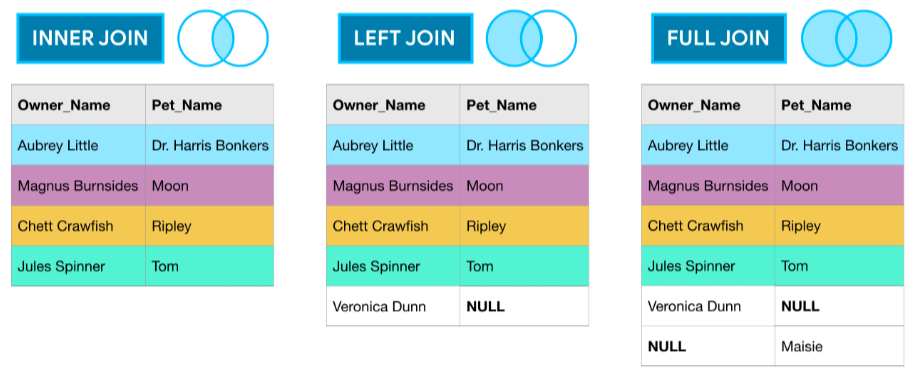 INNER JOIN
Owner_Name Pet_Name
Aubrey Little Dr. Harris Bonkers
Magnus Burnsides Moon
Chett Crawfish Ripley
Jules Spinner Tom
LEFT JOIN
Owner_Name Pet_Name
Aubrey Little Dr. Harris Bonkers
Magnus Burnsides Moon
Chett Crawfish Ripley
Jules Spinner Tom
Veronica Dunn NULL
FULL JOIN
Owner_Name Pet_Name
Aubrey Little Dr. Harris Bonkers
Magnus Burnsides Moon
Chett Crawfish Ripley
Jules Spinner Tom
Veronica Dunn NULL
NULL Maisie